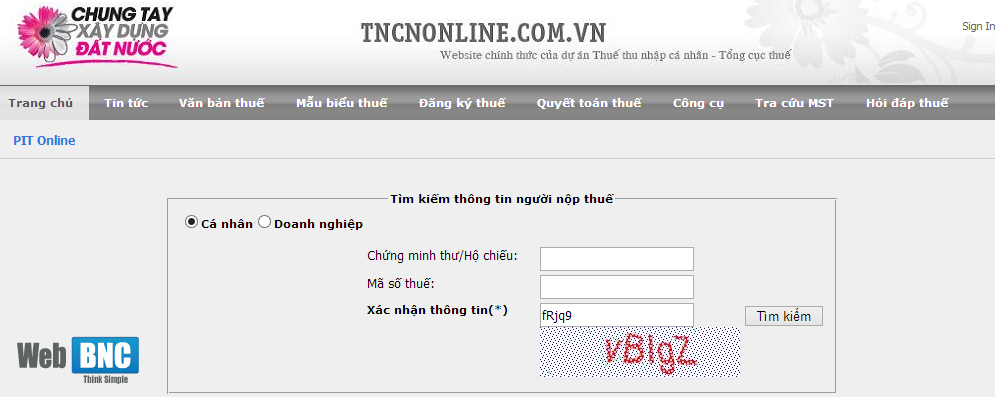 CHUNG TAY
XÂY DỰNG
ĐẤT NƯỚC
TNCNONLINE.COM.VN
Website chính thức của dự án Thuế thu nhập cá nhân - Tổng cục thuế
Sign In
Trang chủ Tin tức Văn bản thuế Mẫu biểu thuế Đăng ký thuế Quyết toán thuế Công cụ Tra cứu MST Hỏi đáp thuế
PIT Online
Tìm kiếm thông tin người nộp thuế
Cá nhân Doanh nghiệp
Chứng minh thư/Hộ chiếu:
Mã số thuế:
Xác nhận thông tin(*) fRjq9 Tìm kiếm
Web BNC
Think Simple